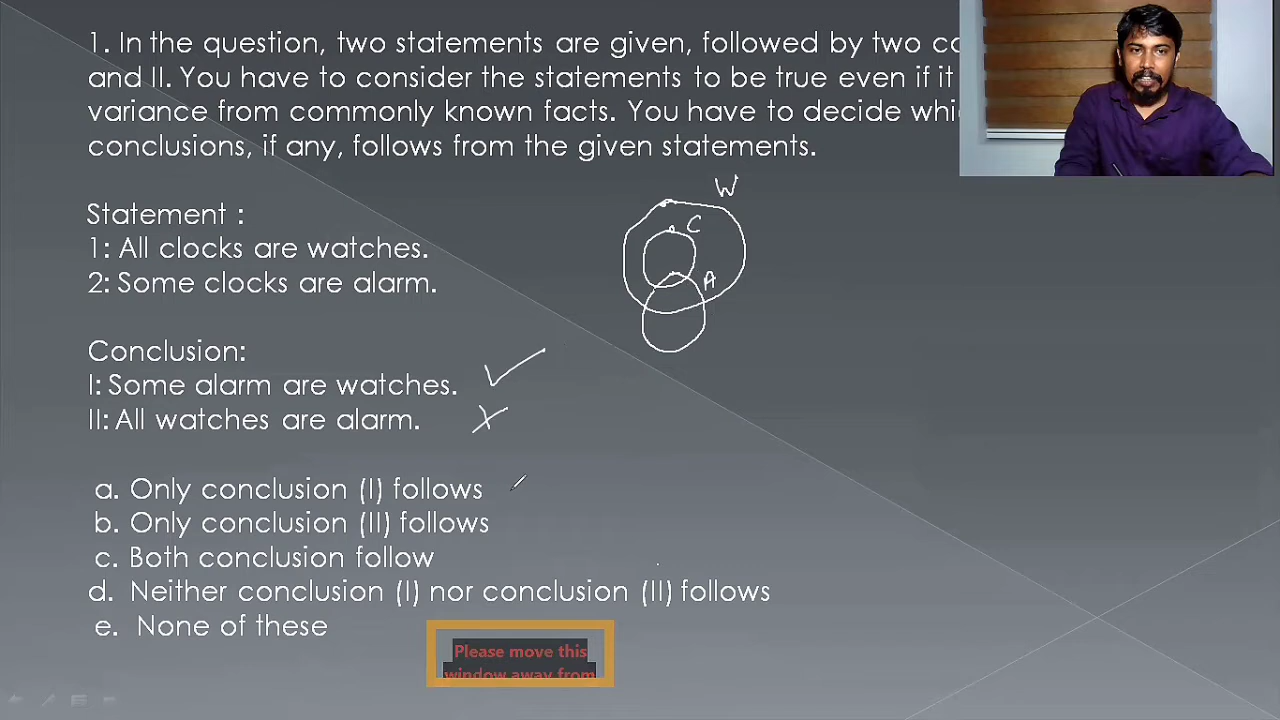 1. In the question, two statements are given, followed by two
and II. You have to consider the statements to be true even if it
variance from commonly known facts. You have to decide
conclusions, if any, follows from the given statements.
W
Statement :
C
1: All clocks are watches.
A
2: Some clocks are alarm.
Conclusion:
I: Some alarm are watches.
II: All watches are alarm.
a. Only conclusion (I) follows
b. Only conclusion (II) follows
c. Both conclusion follow
d. Neither conclusion (I) nor conclusion (II) follows
e. None of these
Please move this
window away from